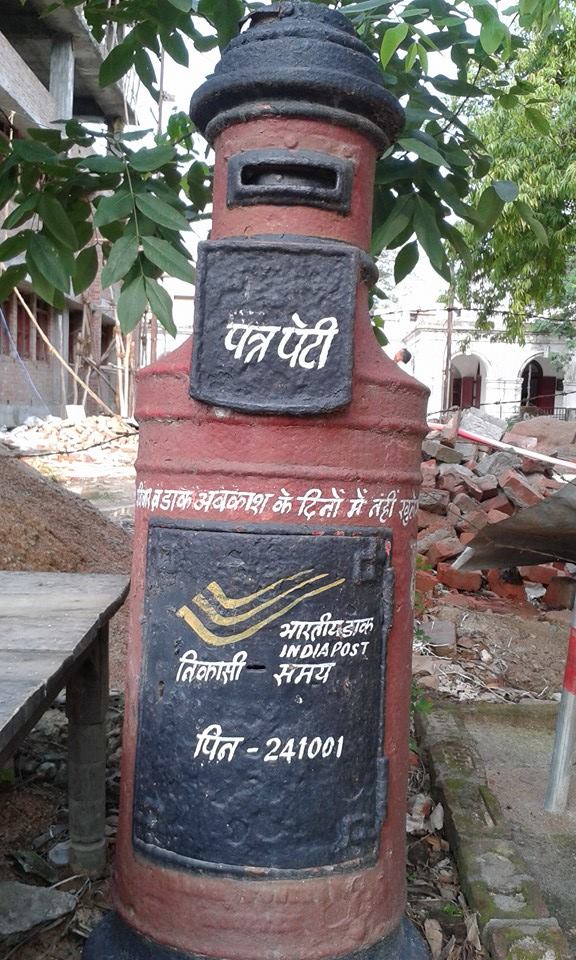 पत्र पेटी
व डाक अवकाश के दिनों में नहीं
भारतीय डाक
INDIA POST
निकासी - समय
पिन - 241001